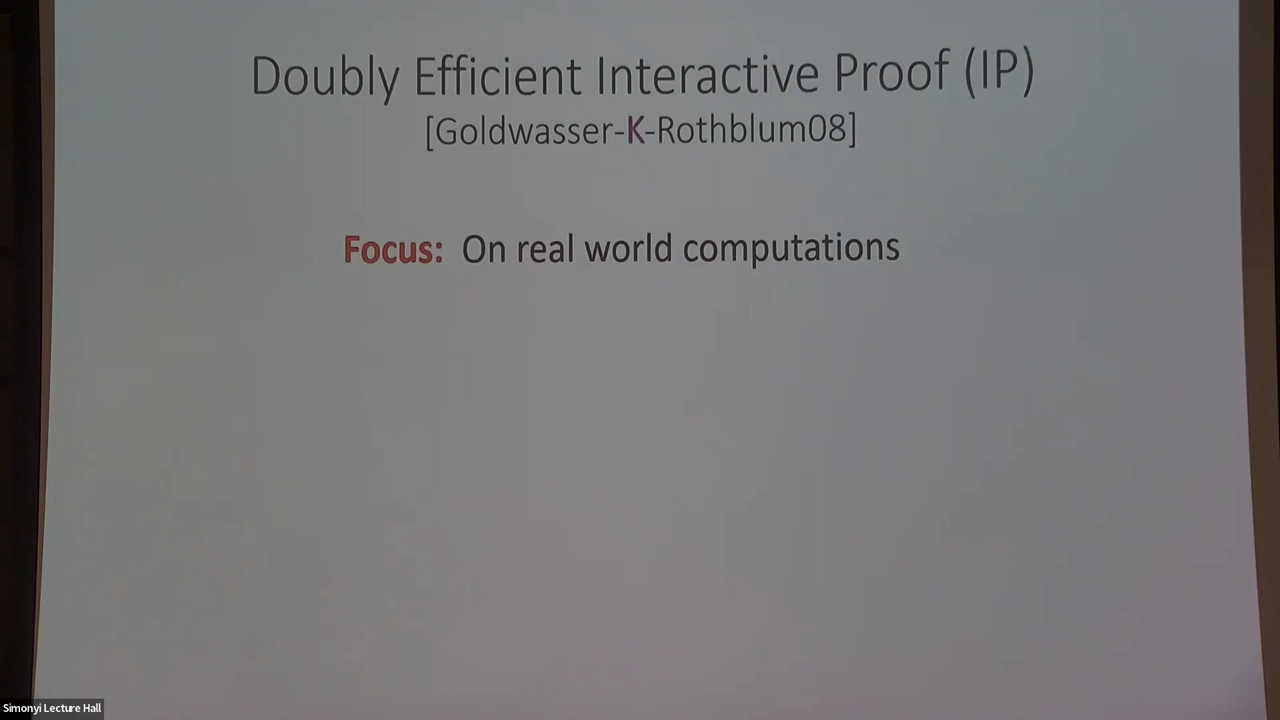 Doubly Efficient Interactive Proof (IP)
[Goldwasser-K-Rothblum08]
Focus: On real world computations
Simonyi Lecture Hall